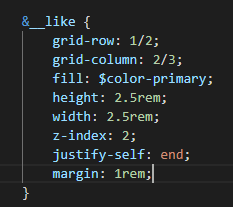 &__like {
grid-row: 1/2;
grid-column: 2/3;
fill: $color-primary;
height: 2.5rem;
width: 2.5rem;
z-index: 2;
justify-self: end;
margin: 1rem;
}